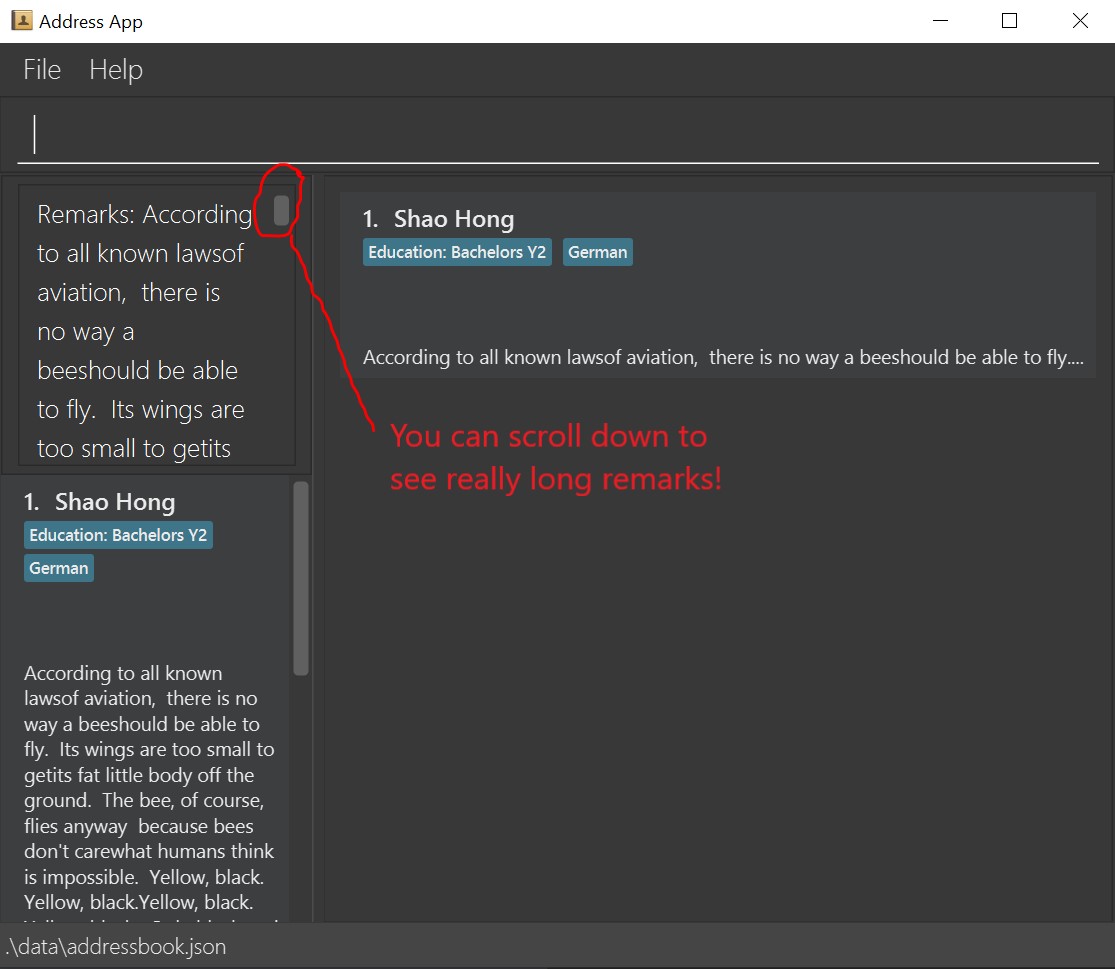 Address App
File Help
Remarks: According
to all known lawsof
aviation,  there is
no way a
beeshould be able
to fly.  Its wings are
too small to getits
1. Shao Hong
Education: Bachelors Y2 German
According to all known lawsof aviation,  there is no way a beeshould be able to fly....
You can scroll down to
see really long remarks!
1. Shao Hong
Education: Bachelors Y2
German
According to all known
lawsof aviation,  there is no
way a beeshould be able to
fly.  Its wings are too small to
getits fat little body off the
ground.  The bee, of course,
flies anyway  because bees
don't carewhat humans think
is impossible.  Yellow, black.
Yellow, black.Yellow, black.
.\data\addressbook.json